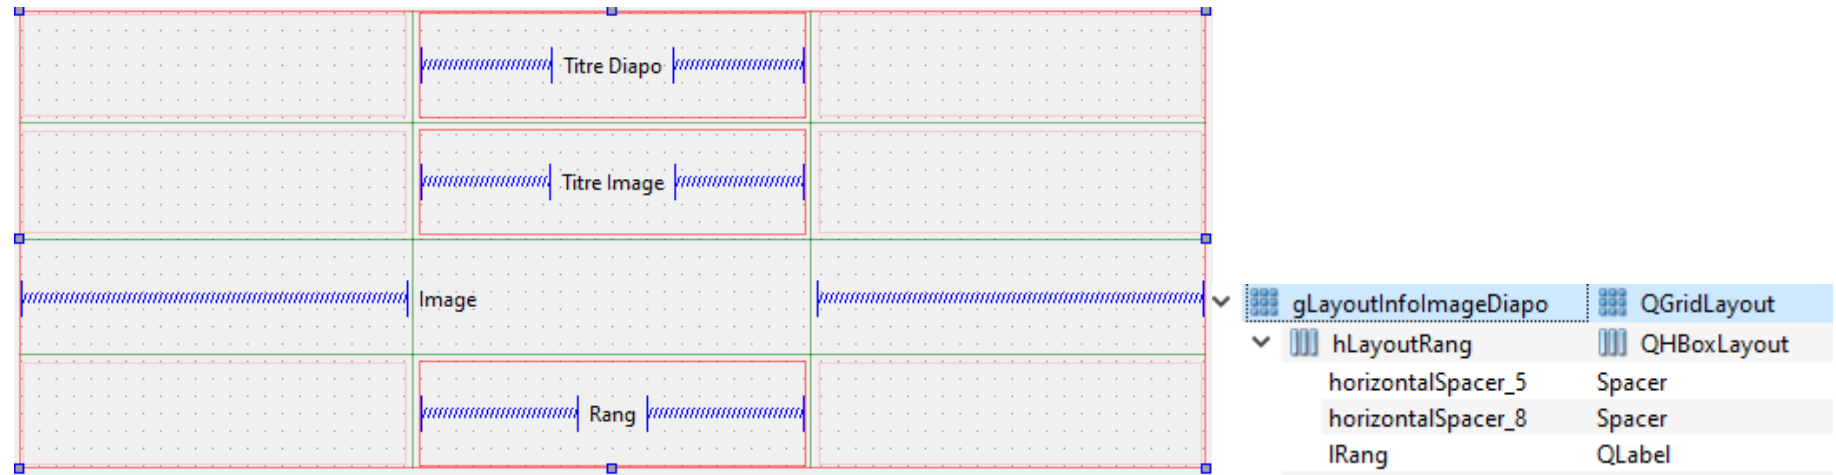 Titre Diapo
Titre Image
Image
Rang
gLayoutInfoImageDiapo QGridLayout
hLayoutRang QHBoxLayout
horizontalSpacer_5 Spacer
horizontalSpacer_8 Spacer
lRang QLabel